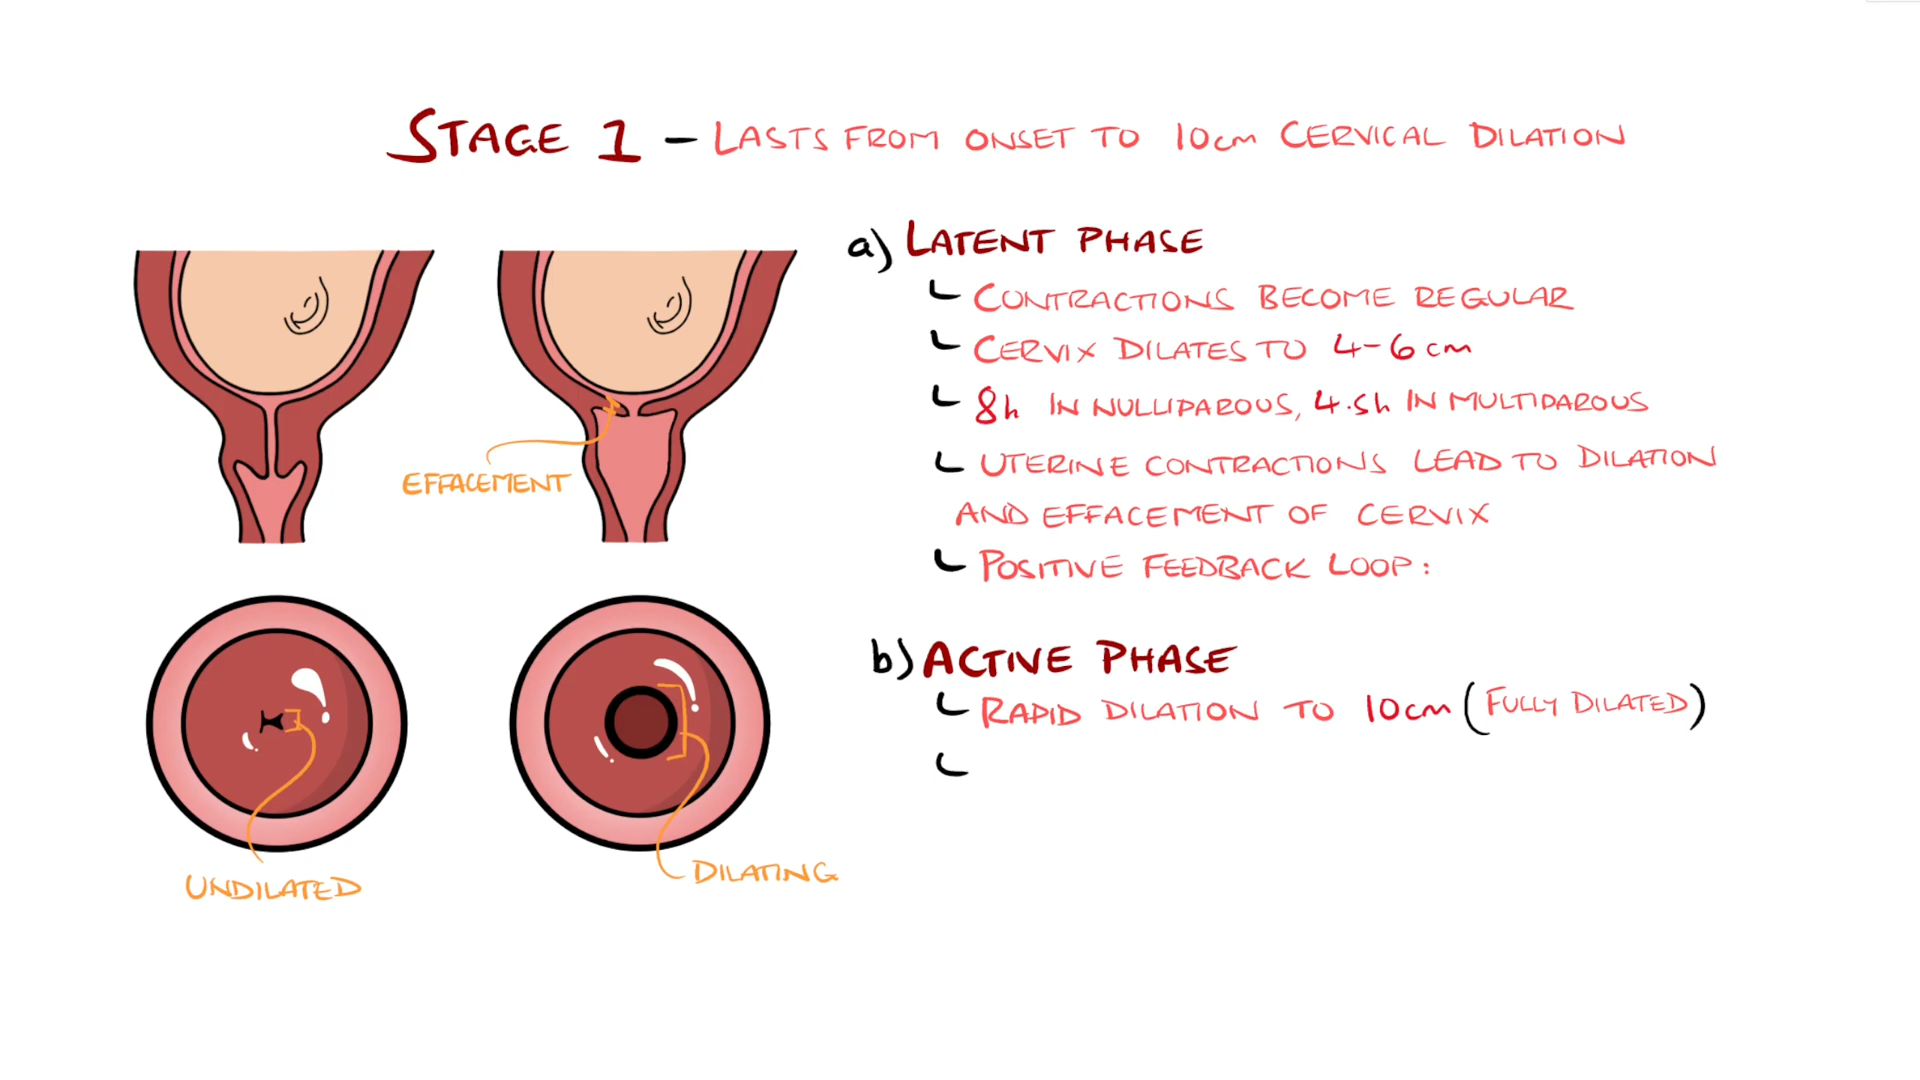 STAGE 1 - LASTS FROM ONSET TO 10cm CERVICAL DILATION
a) LATENT PHASE
CONTRACTIONS BECOME REGULAR
CERVIX DILATES TO 4-6cm
8h IN NULLIPAROUS, 4.5h IN MULTIPAROUS
UTERINE CONTRACTIONS LEAD TO DILATION
AND EFFACEMENT OF CERVIX
POSITIVE FEEDBACK LOOP:
b) ACTIVE PHASE
RAPID DILATION TO 10cm (FULLY DILATED)
EFFACEMENT
UNDILATED
DILATING